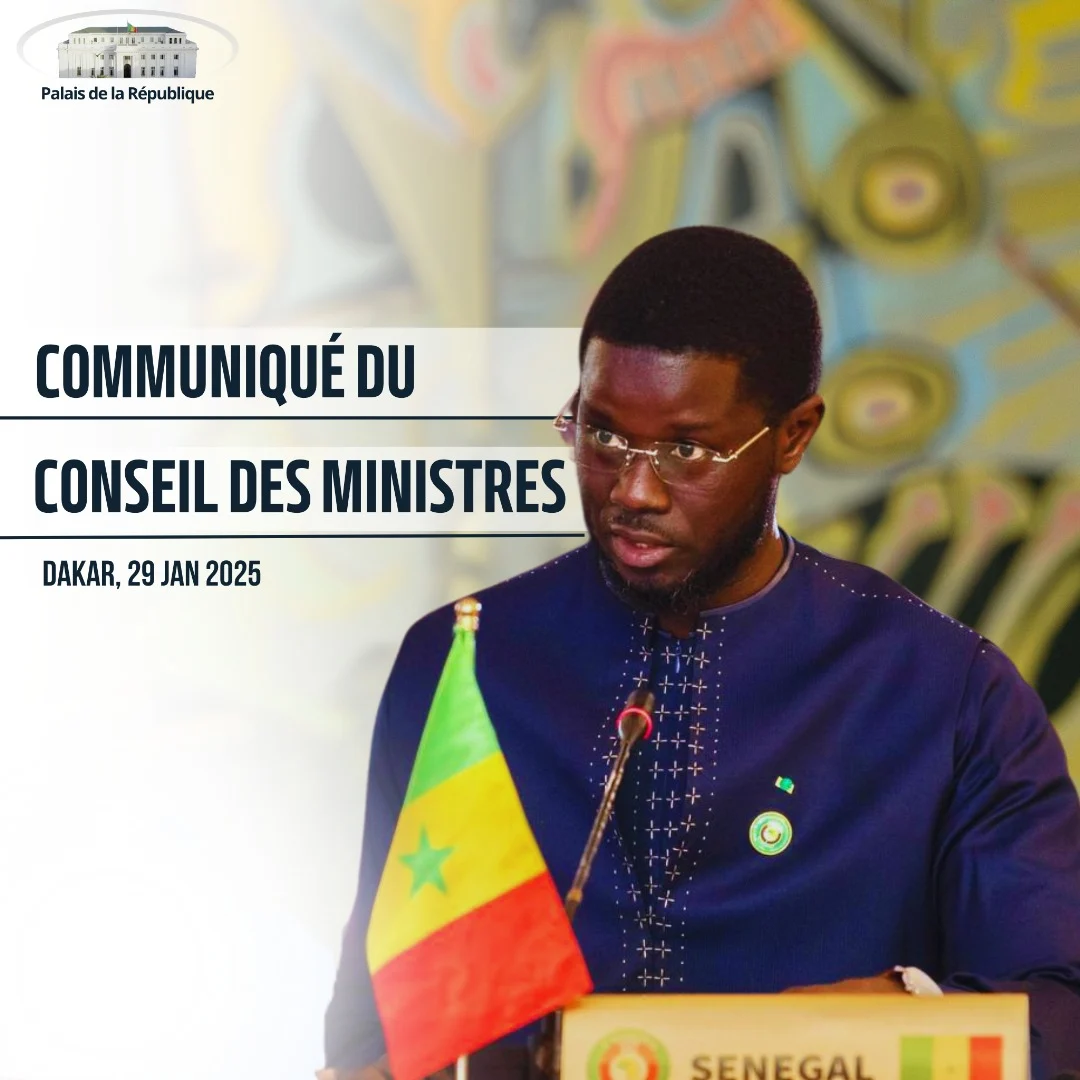 Palais de la République
COMMUNIQUÉ DU
CONSEIL DES MINISTRES
DAKAR, 29 JAN 2025
SENEGAL